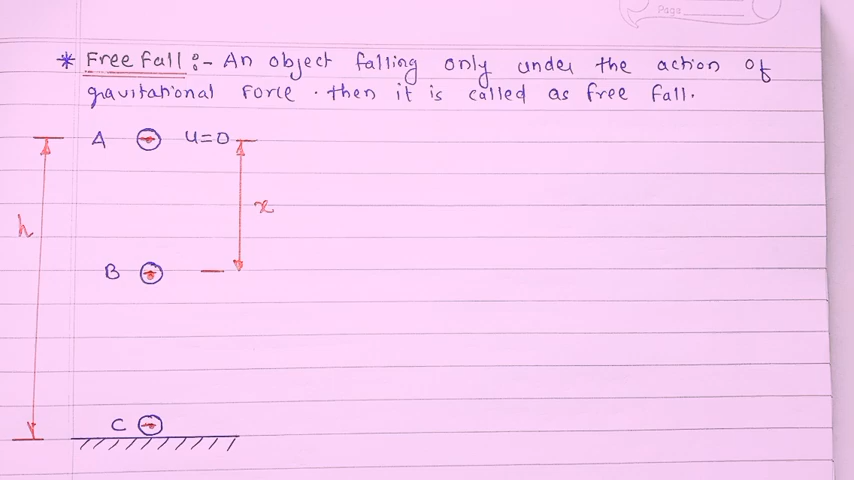 Page
* Free fall :- An object falling only under the action of
gravitational Force . then it is called as free fall.
A u=0
x
h
B
C